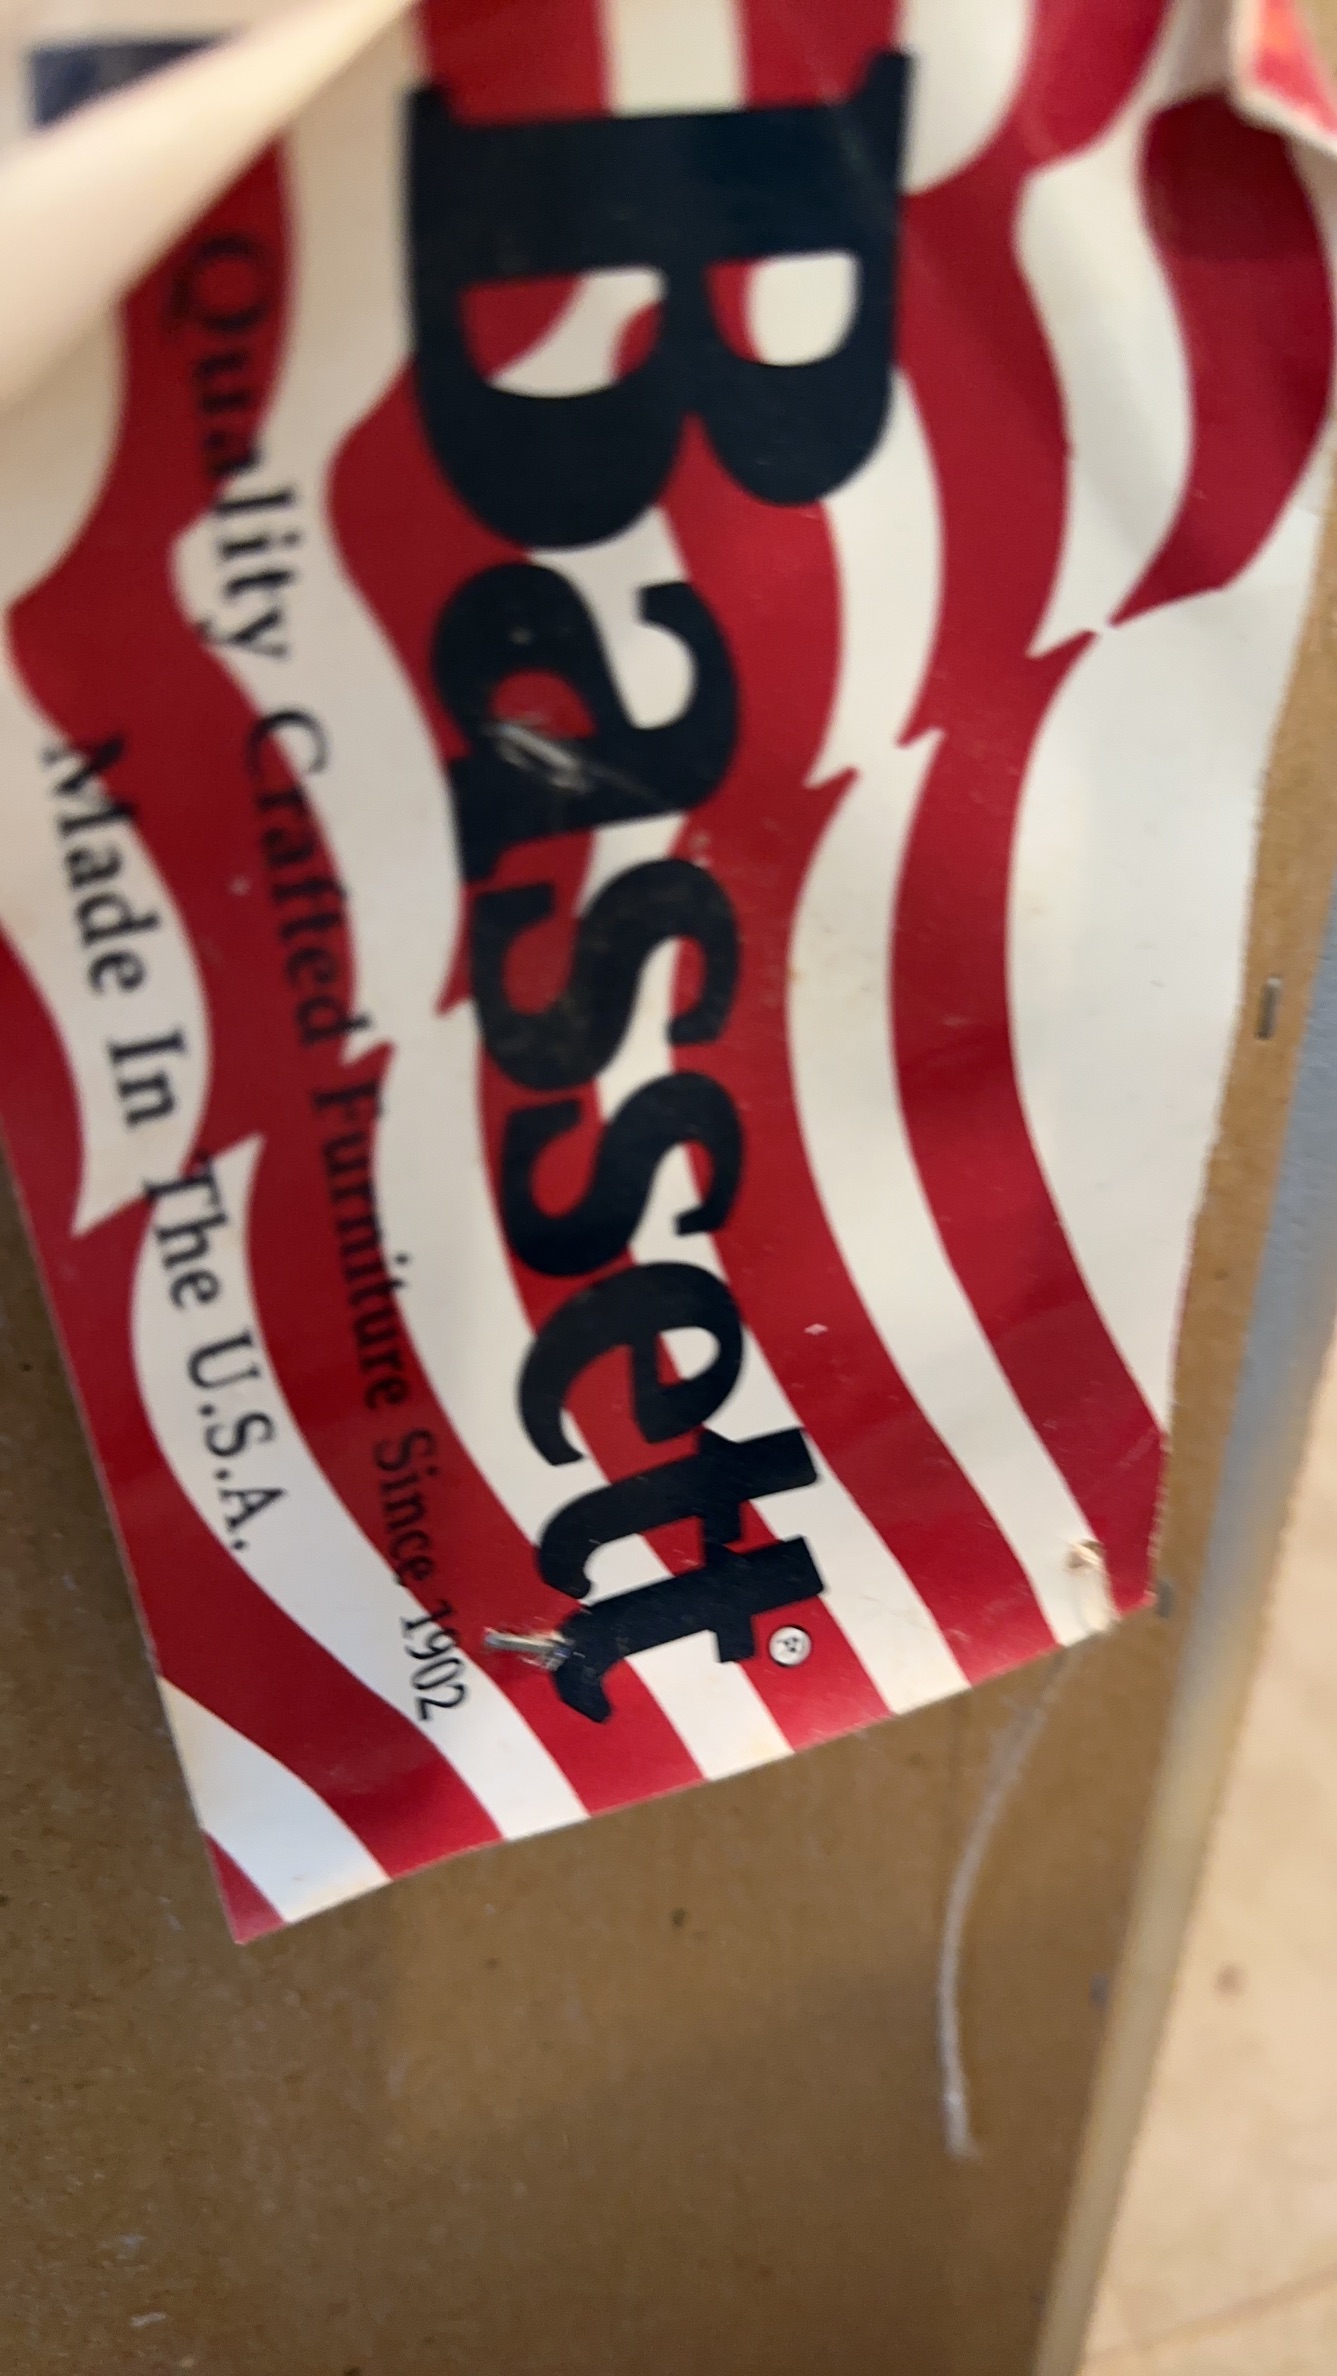 Bassett®
Quality Crafted Furniture Since 1902
Made In The U.S.A.